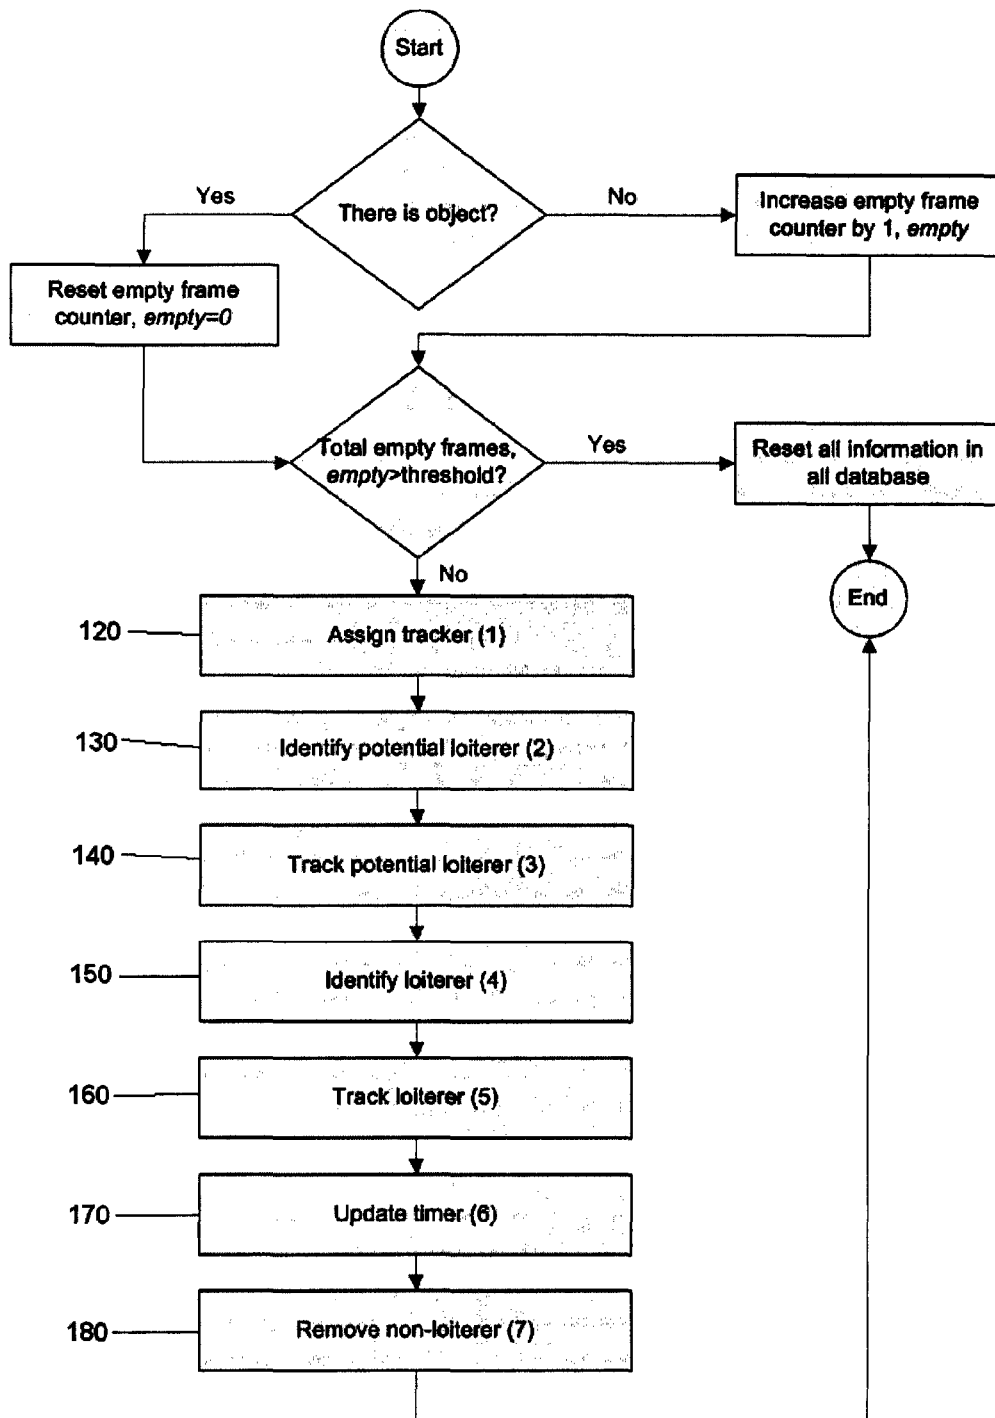 Start
There is object?
Yes
No
Increase empty frame
counter by 1, empty
Reset empty frame
counter, empty=0
Total empty frames,
empty>threshold?
Yes
Reset all information in
all database
No
End
120
Assign tracker (1)
130
Identify potential loiterer (2)
140
Track potential loiterer (3)
150
Identify loiterer (4)
160
Track loiterer (5)
170
Update timer (6)
180
Remove non-loiterer (7)